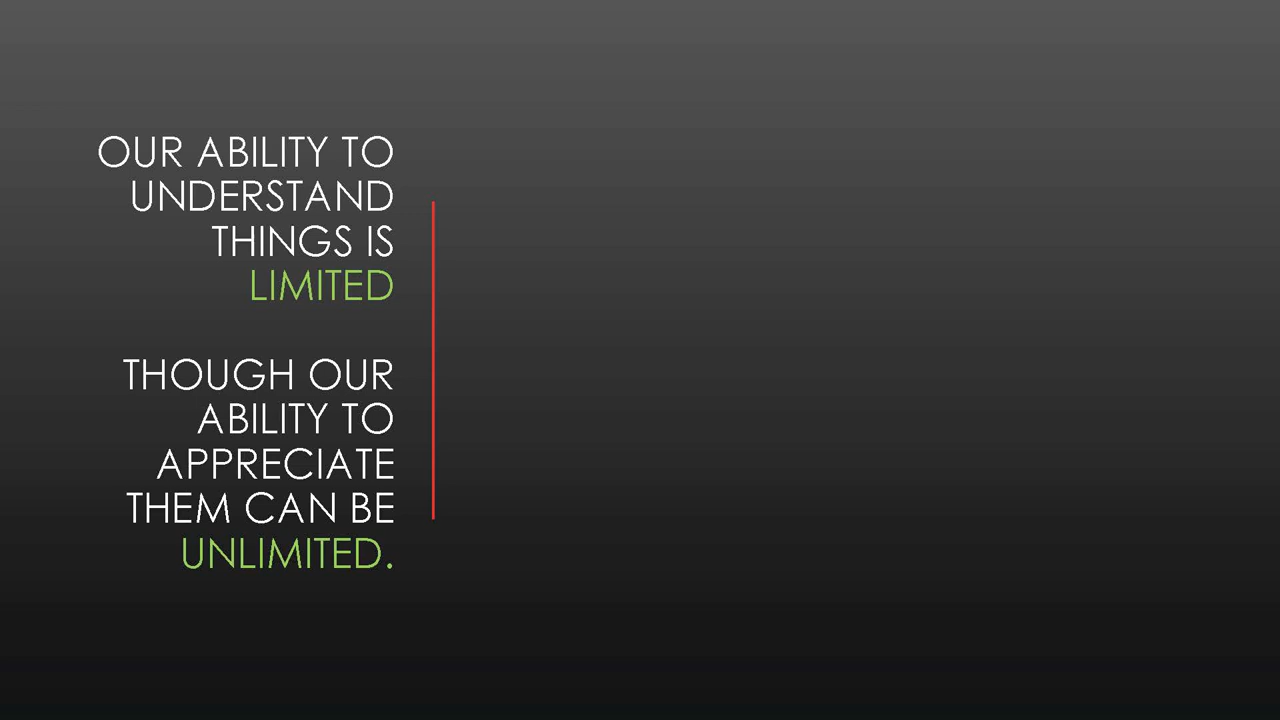 OUR ABILITY TO
UNDERSTAND
THINGS IS
LIMITED
THOUGH OUR
ABILITY TO
APPRECIATE
THEM CAN BE
UNLIMITED.